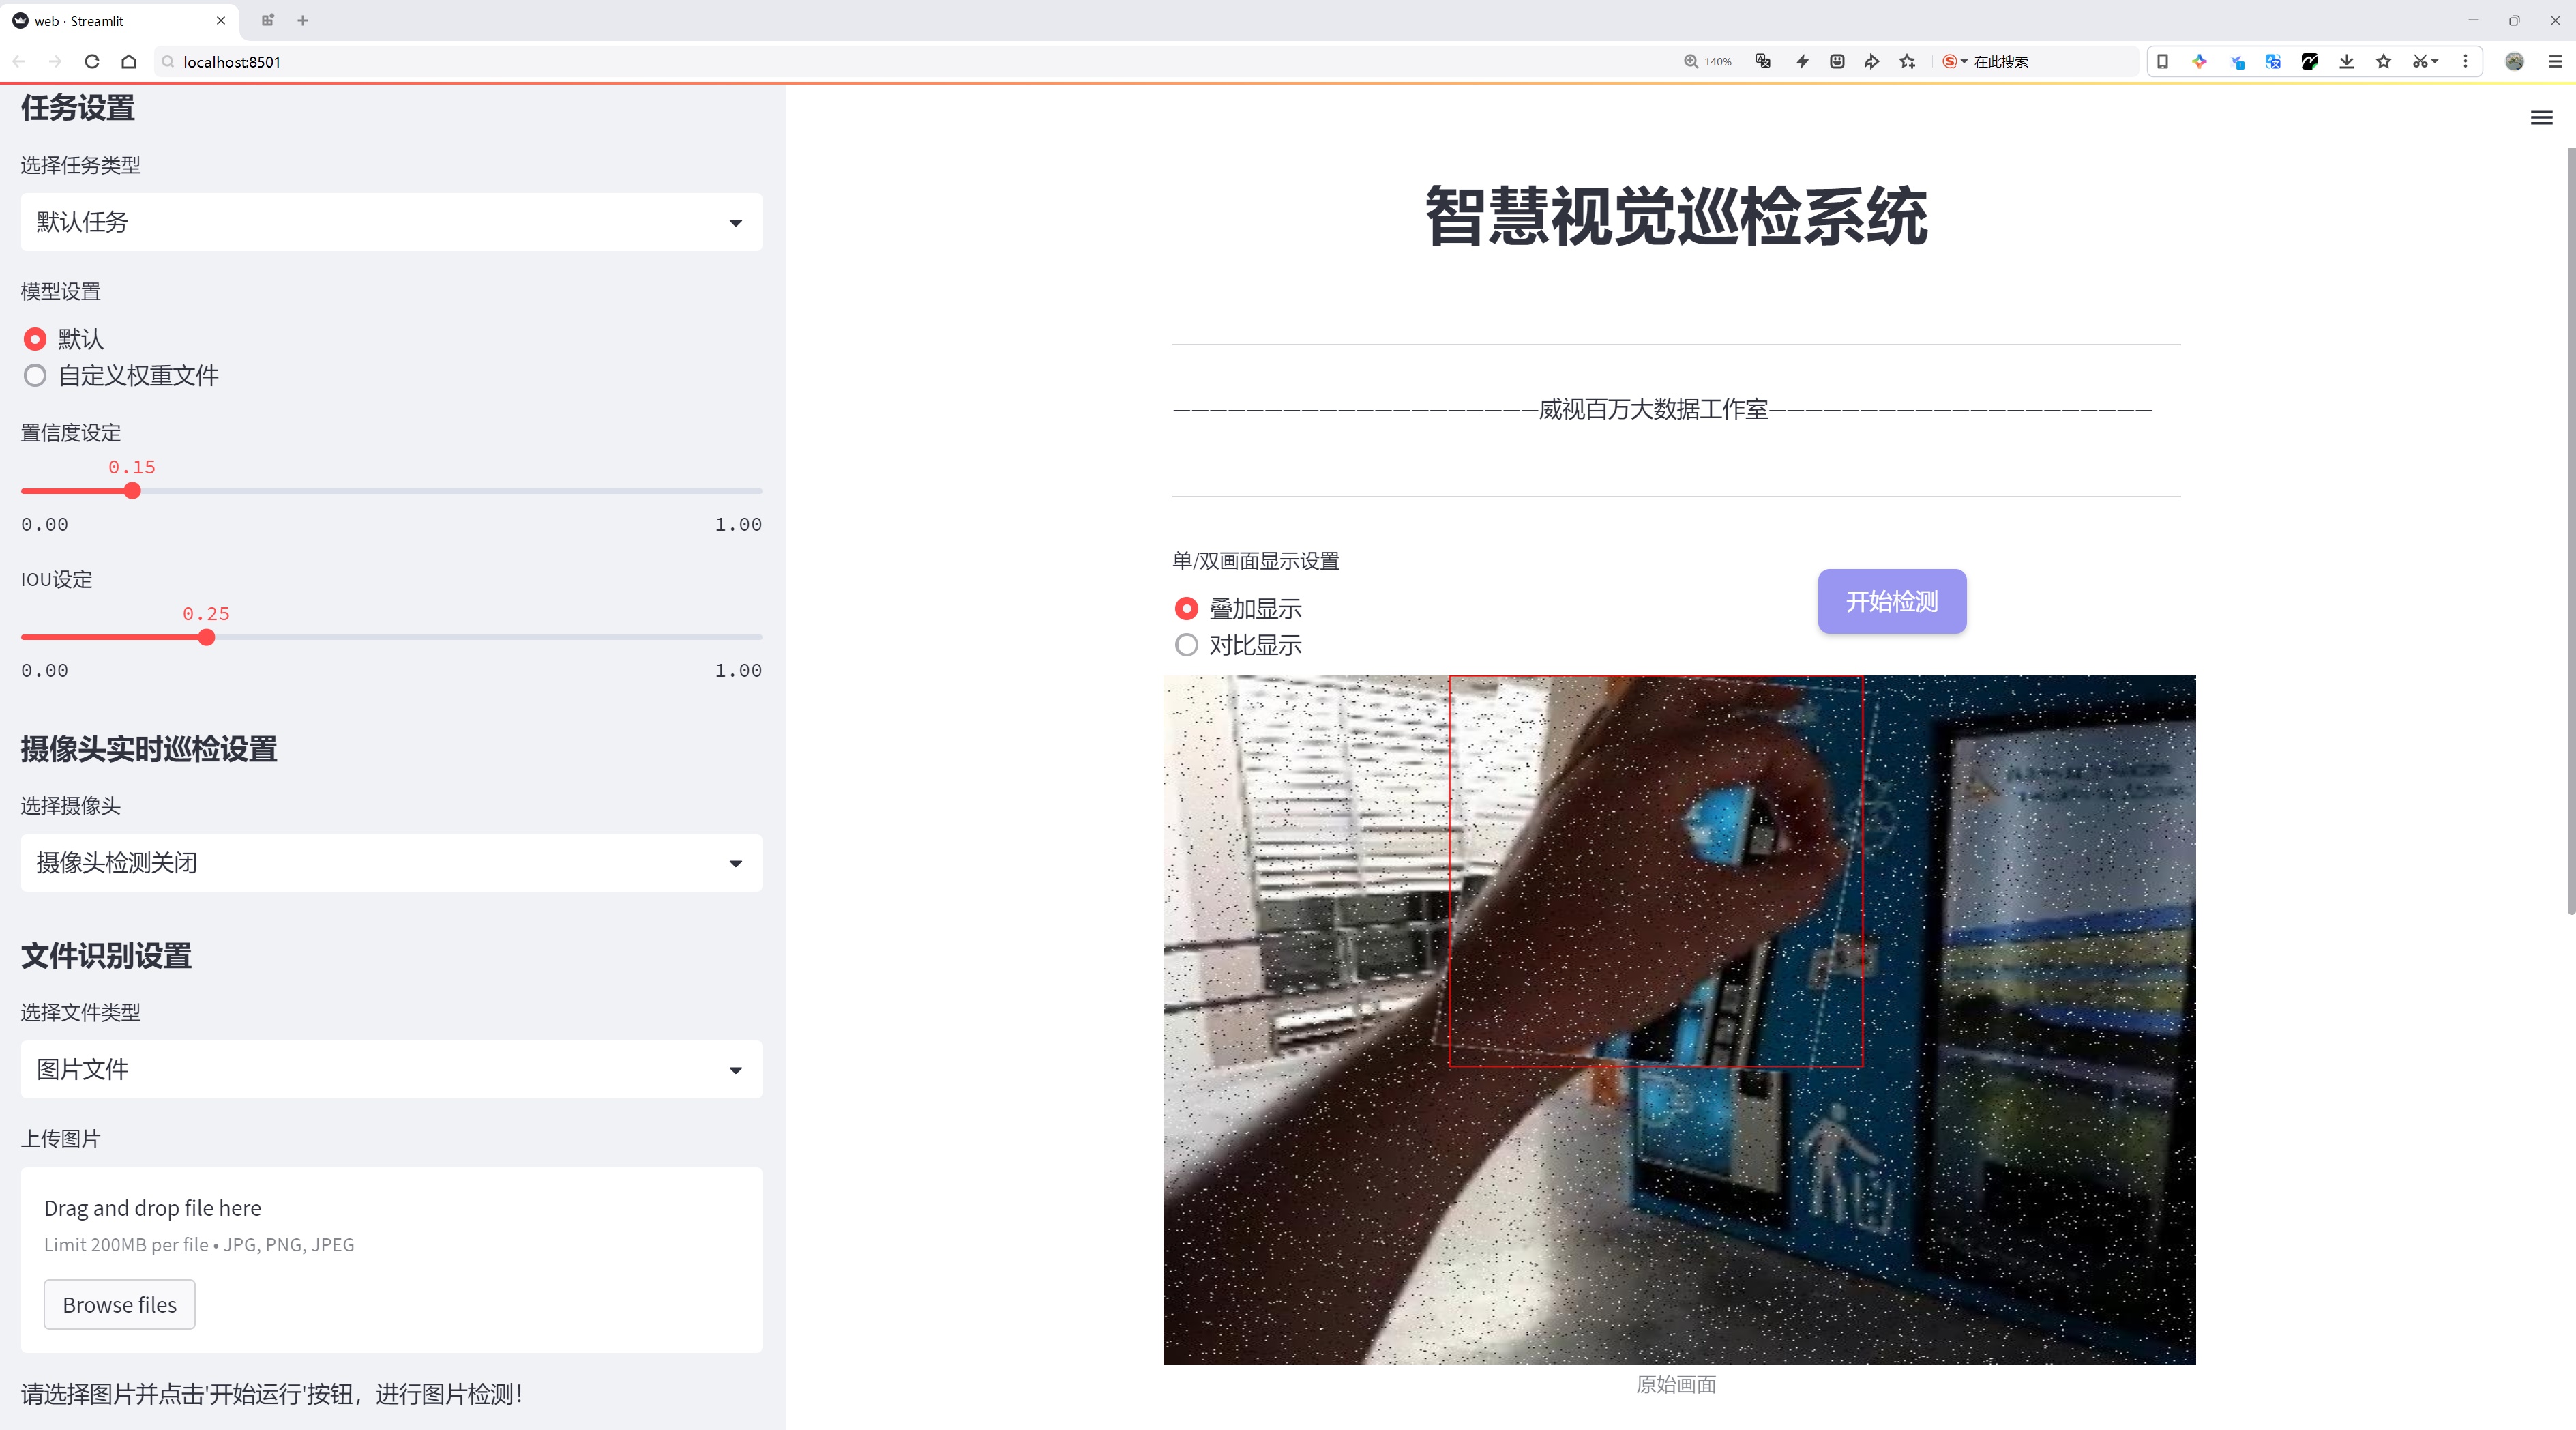 web · Streamlit
localhost:8501
140%
在此搜索
任务设置
选择任务类型
默认任务
模型设置
默认
自定义权重文件
置信度设定
0.15
0.00 1.00
IOU设定
0.25
0.00 1.00
摄像头实时巡检设置
选择摄像头
摄像头检测关闭
文件识别设置
选择文件类型
图片文件
上传图片
Drag and drop file here
Limit 200MB per file • JPG, PNG, JPEG
Browse files
请选择图片并点击'开始运行'按钮，进行图片检测！
智慧视觉巡检系统
—————————————————————威视百万大数据工作室—————————————————————
单/双画面显示设置
叠加显示
对比显示
开始检测
原始画面